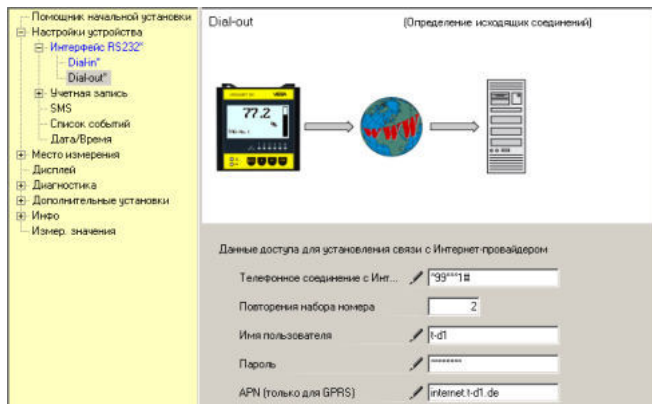 Помощник начальной установки
Настройки устройства
Интерфейс RS232"
Dial-in"
Dial-out"
Учетная запись
SMS
Список событий
Дата/Время
Место измерения
Дисплей
Диагностика
Дополнительные установки
Инфо
Измер. значения
Dial-out (Определение исходящих соединений)
VEGA
77.2
%
www
Данные доступа для установления связи с Интернет-провайдером
Телефонное соединение с Инт... *99***1#
Повторения набора номера 2
Имя пользователя t-d1
Пароль ********
APN (только для GPRS) internet.t-d1.de